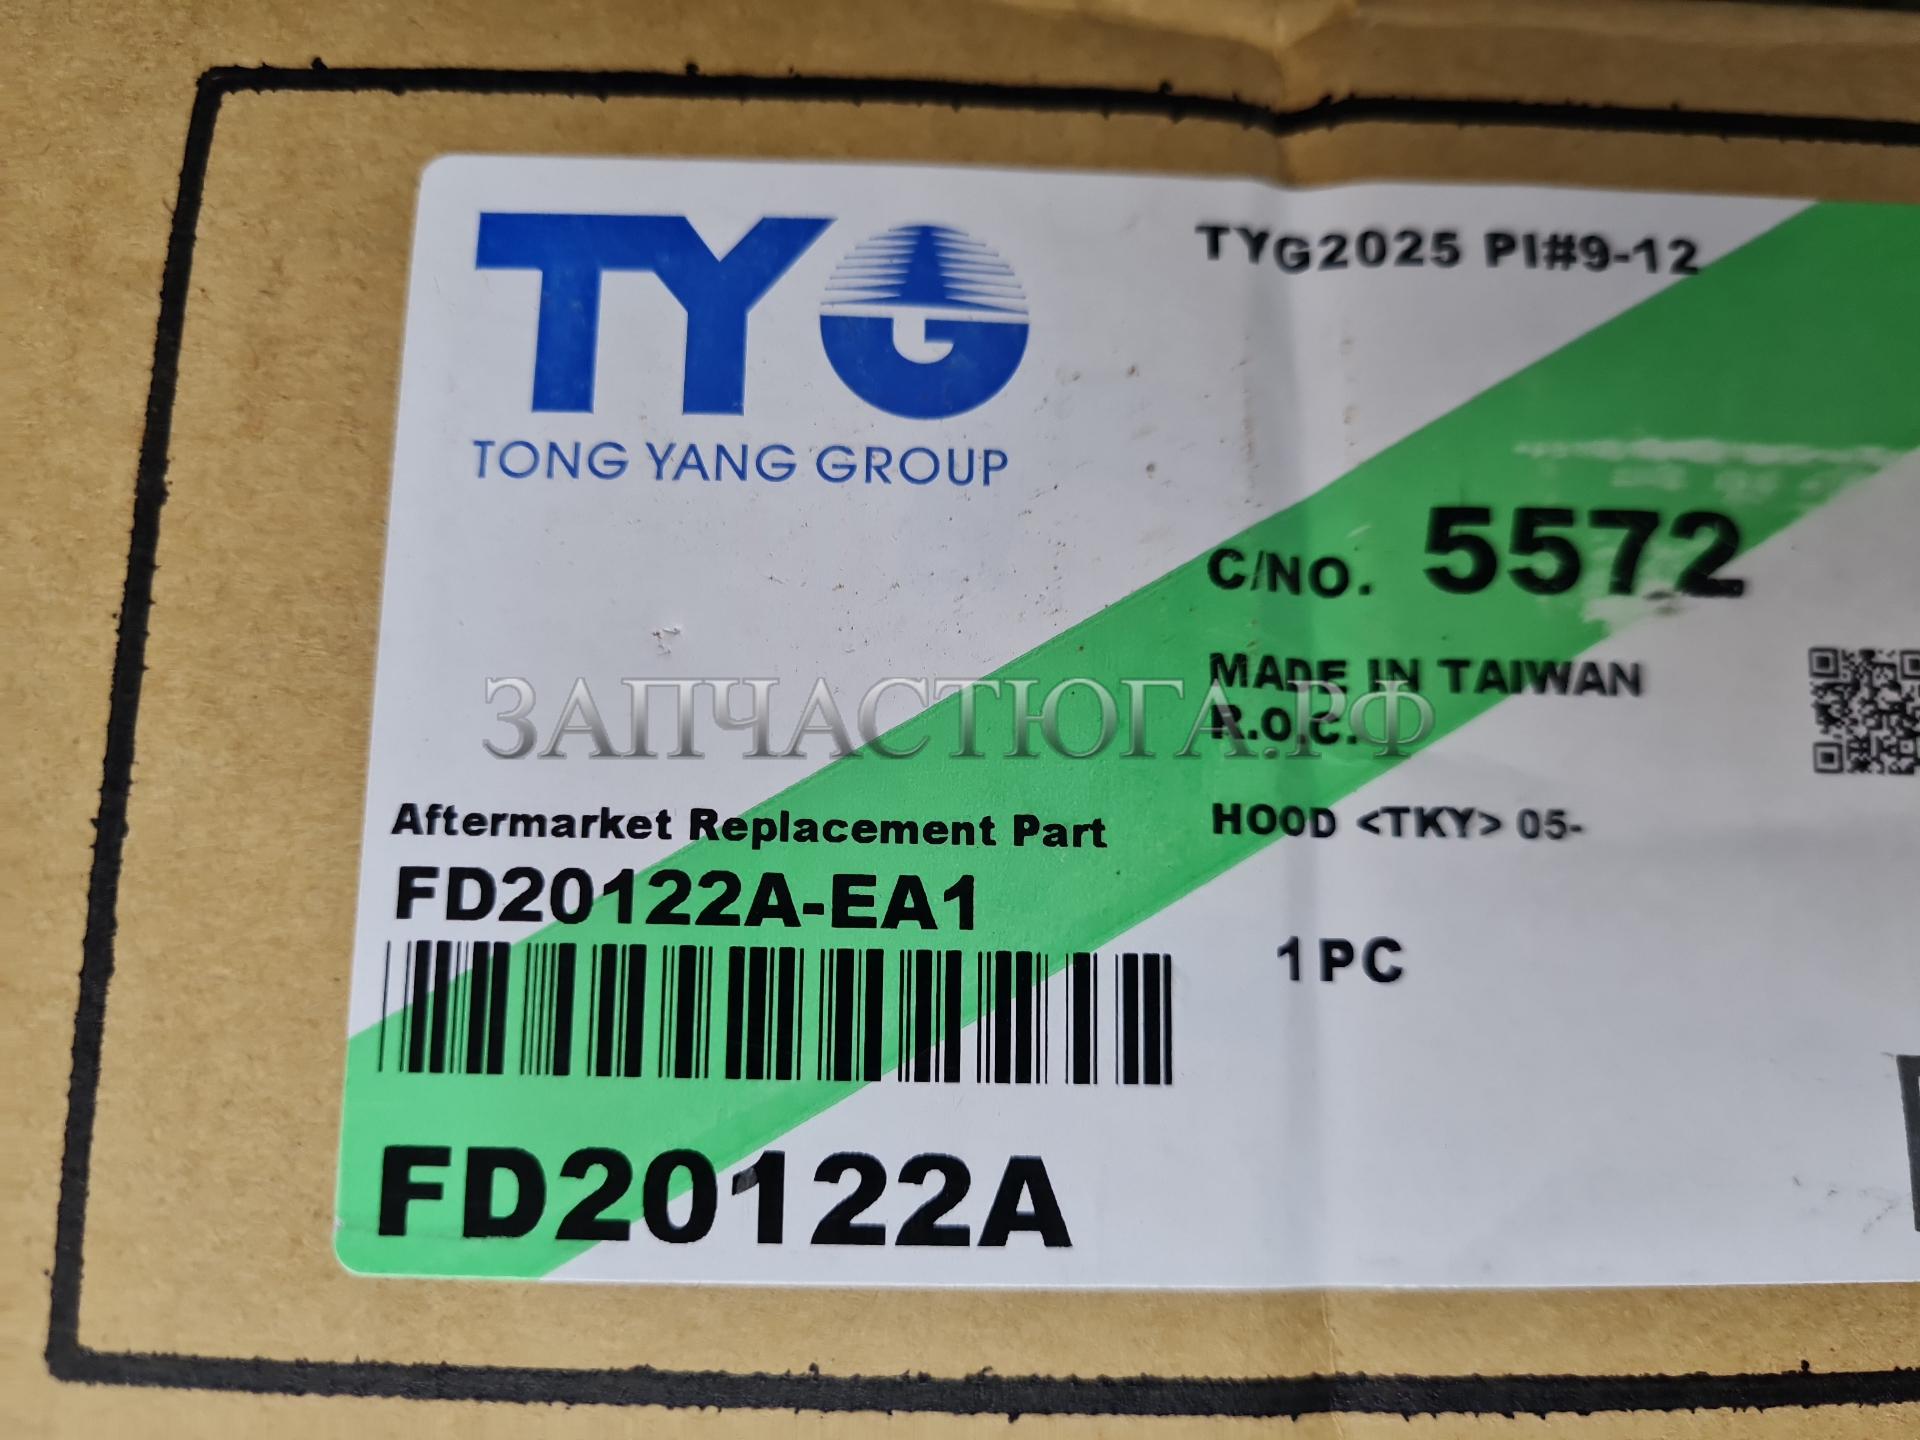 TYG
TONG YANG GROUP
TYG2025 PI#9-12
C/NO. 5572
MADE IN TAIWAN
R.O.C.
ЗАПЧАСТЮГА.РФ
Aftermarket Replacement Part
HOOD <TKY> 05-
FD20122A-EA1
1PC
FD20122A